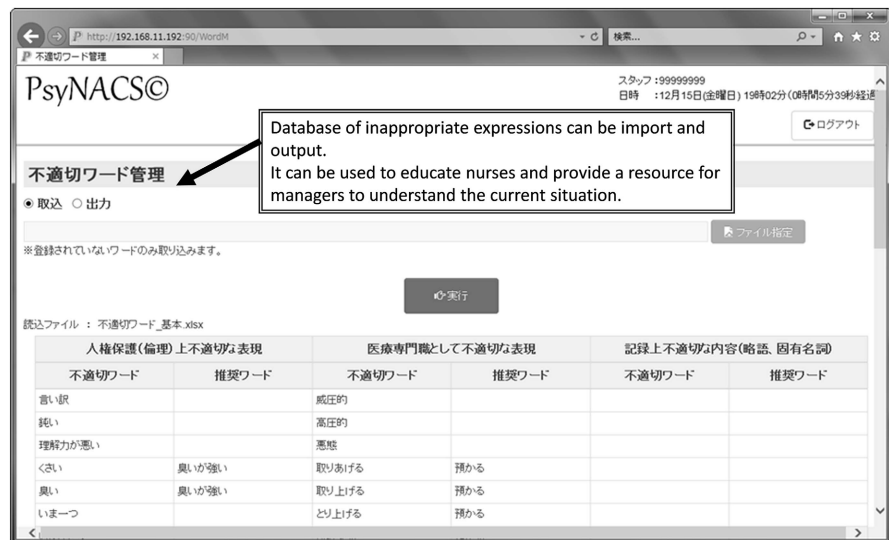 http://192.168.11.192:90/WordM
検索...
不適切ワード管理
PsyNACS©
スタッフ :99999999
日時 :12月15日(金曜日) 19時02分(08時間5分39秒経過
ログアウト
Database of inappropriate expressions can be import and
output.
It can be used to educate nurses and provide a resource for
managers to understand the current situation.
不適切ワード管理
取込 出力
ファイル指定
※登録されていないワードのみ取り込みます。
実行
読込ファイル : 不適切ワード_基本.xlsx
人権保護(倫理)上不適切な表現 医療専門職として不適切な表現 記録上不適切な内容(略語、固有名詞)
不適切ワード 推奨ワード 不適切ワード 推奨ワード 不適切ワード 推奨ワード
言い訳 威圧的
鈍い 高圧的
理解力が悪い 悪態
くさい 臭いが強い 取りあげる 預かる
臭い 臭いが強い 取り上げる 預かる
いま一つ とり上げる 預かる